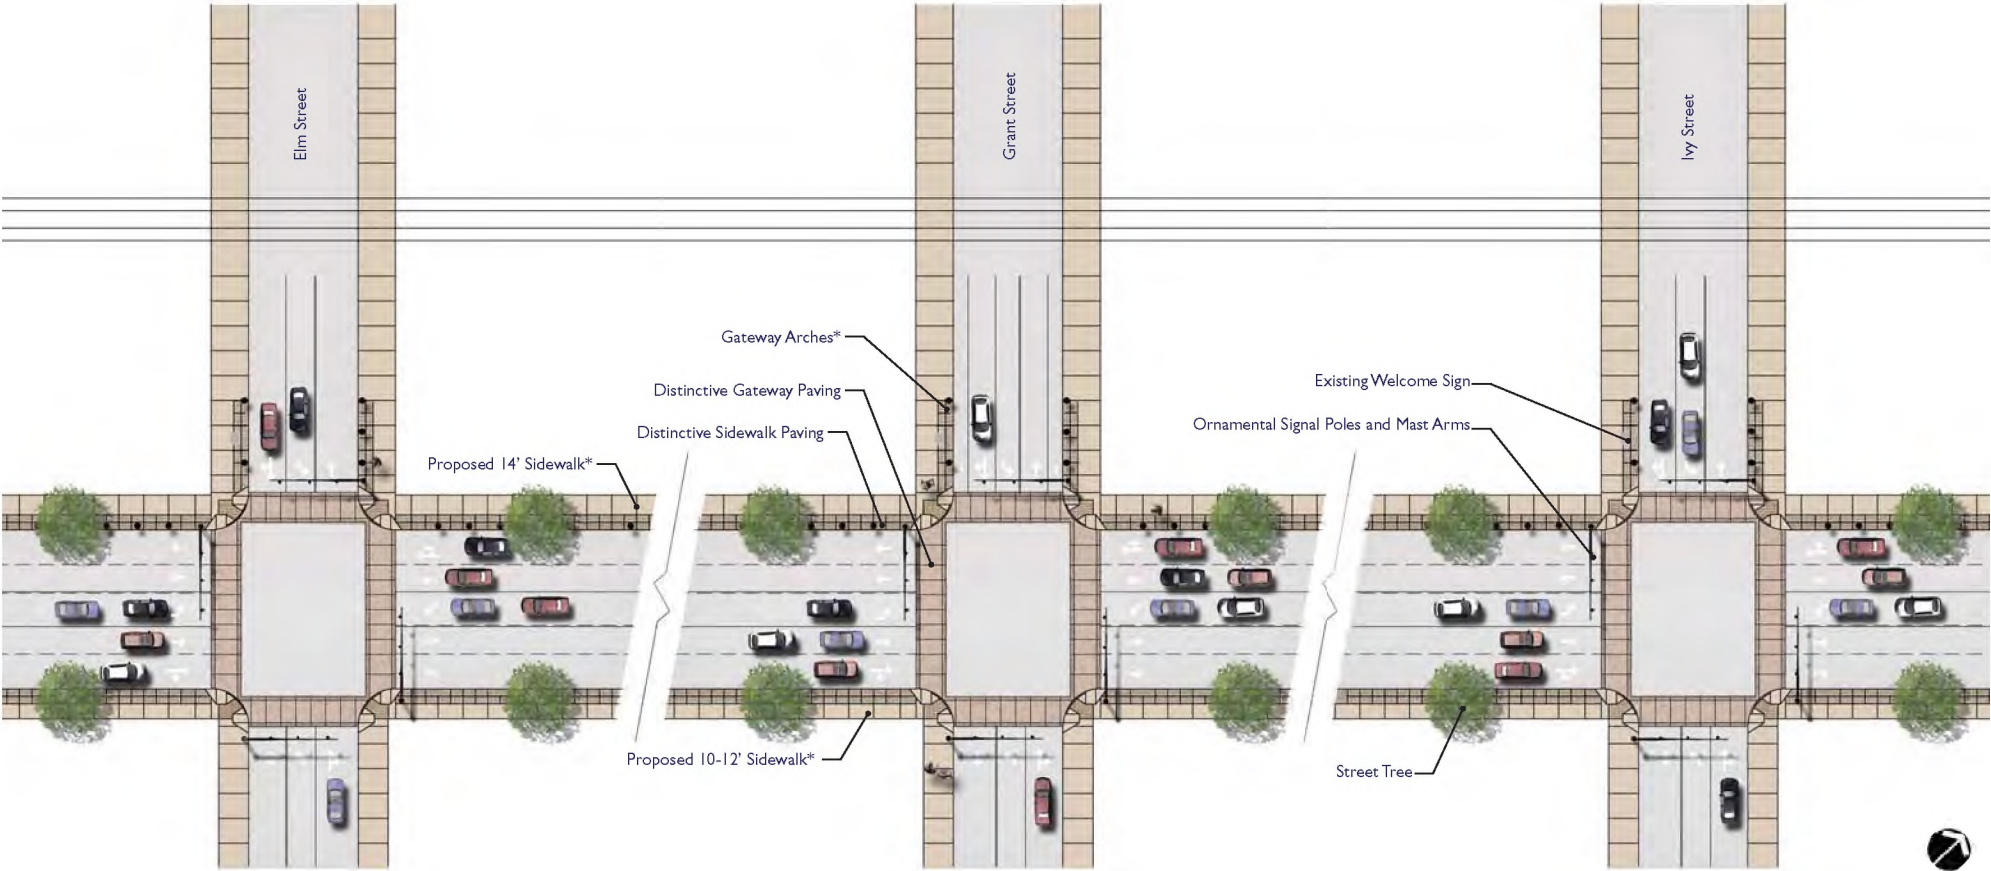 Elm Street
Grant Street
Ivy Street
Gateway Arches*
Distinctive Gateway Paving
Distinctive Sidewalk Paving
Proposed 14' Sidewalk*
Existing Welcome Sign
Ornamental Signal Poles and Mast Arms
Proposed 10-12' Sidewalk*
Street Tree